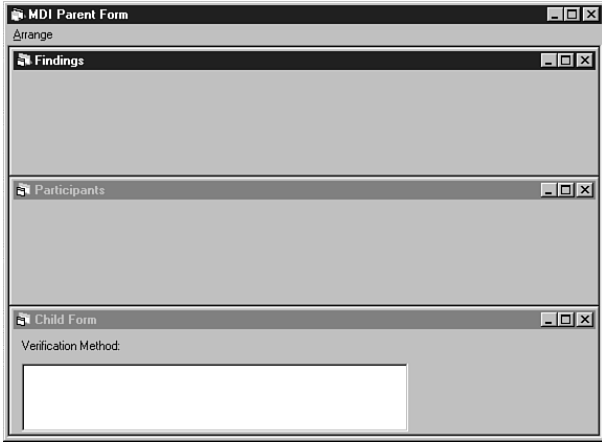 MDI Parent Form
Arrange
Findings
Participants
Child Form
Verification Method: